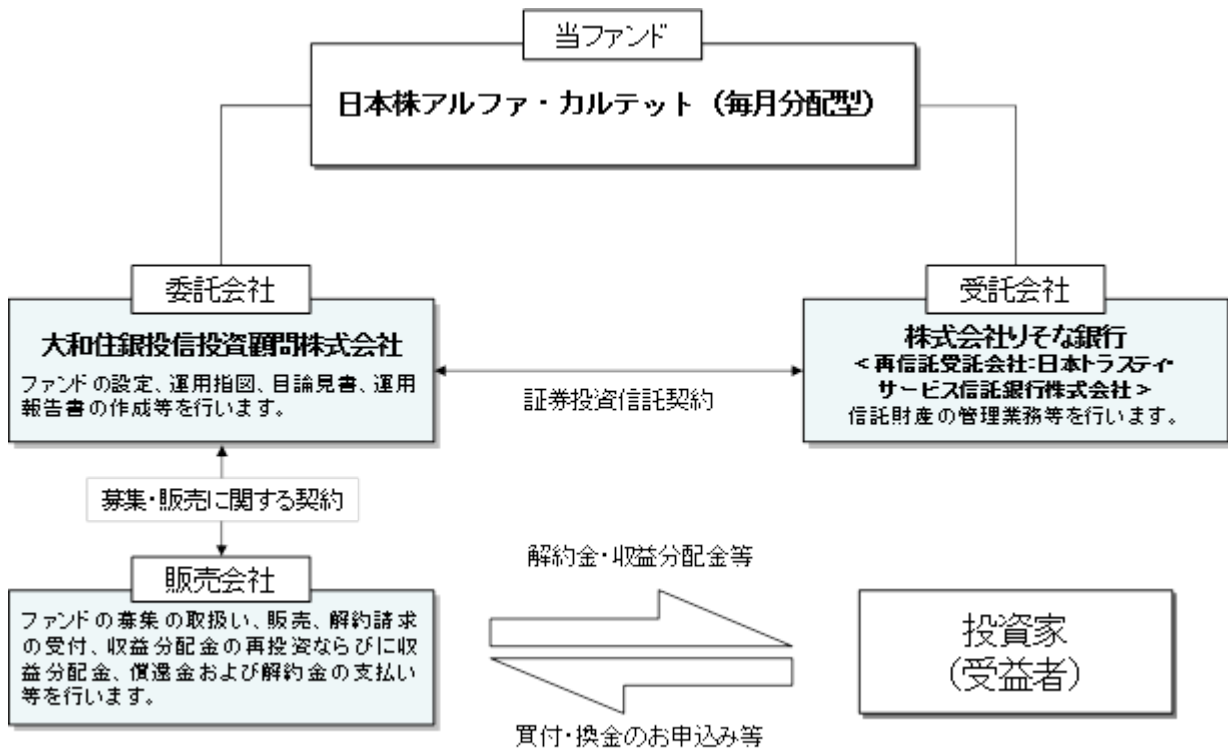 当ファンド
日本株アルファ・カルテット（毎月分配型）
委託会社
大和住銀投信投資顧問株式会社
ファンドの設定、運用指図、目論見書、運用
報告書の作成等を行います。
証券投資信託契約
受託会社
株式会社りそな銀行
＜再信託受託会社：日本トラスティ・
サービス信託銀行株式会社＞
信託財産の管理業務等を行います。
募集・販売に関する契約
販売会社
ファンドの募集の取扱い、販売、解約請求
の受付、収益分配金の再投資ならびに収
益分配金、償還金および解約金の支払い
等を行います。
解約金・収益分配金等
買付・換金のお申込み等
投資家
（受益者）